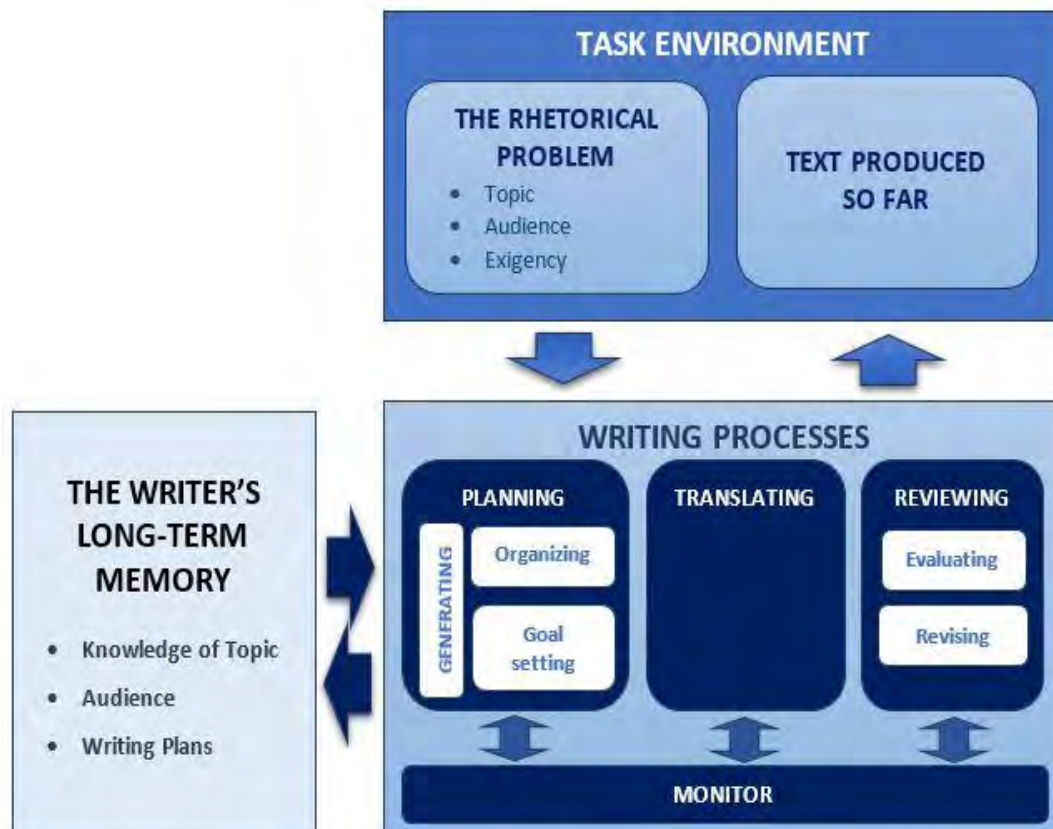 TASK ENVIRONMENT
THE RHETORICAL
PROBLEM
• Topic
• Audience
• Exigency
TEXT PRODUCED
SO FAR
THE WRITER'S
LONG-TERM
MEMORY
• Knowledge of Topic
• Audience
• Writing Plans
WRITING PROCESSES
PLANNING
GENERATING
Organizing
Goal
setting
TRANSLATING
REVIEWING
Evaluating
Revising
MONITOR